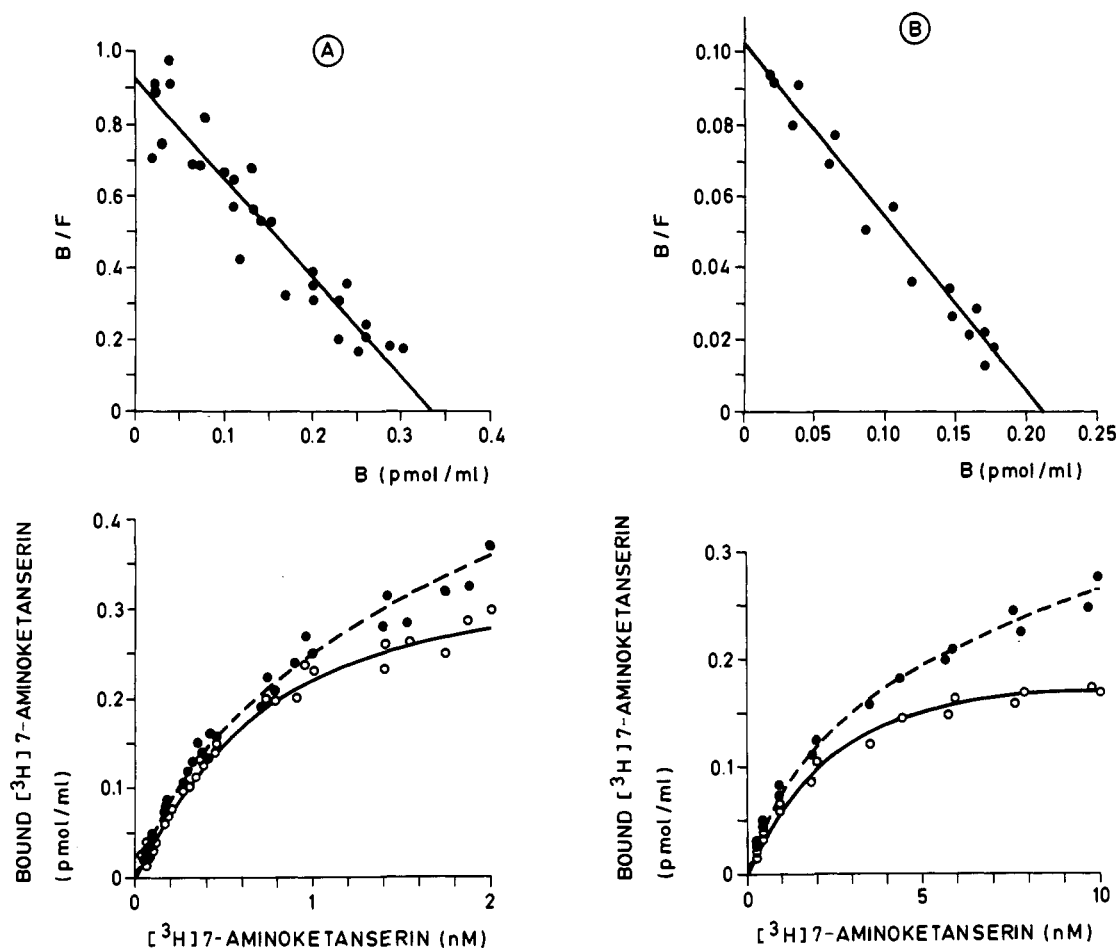 A
1.0
0.8
0.6
0.4
0.2
0
B/F
0 0.1 0.2 0.3 0.4
B (pmol/ml)
B
0.10
0.08
0.06
0.04
0.02
0
B/F
0 0.05 0.10 0.15 0.20 0.25
B (pmol/ml)
BOUND [³H] 7-AMINOKETANSERIN
(pmol/ml)
0.4
0.3
0.2
0.1
0
0 1 2
[³H] 7-AMINOKETANSERIN (nM)
BOUND [³H] 7-AMINOKETANSERIN
(pmol/ml)
0.3
0.2
0.1
0
0 5 10
[³H] 7-AMINOKETANSERIN (nM)